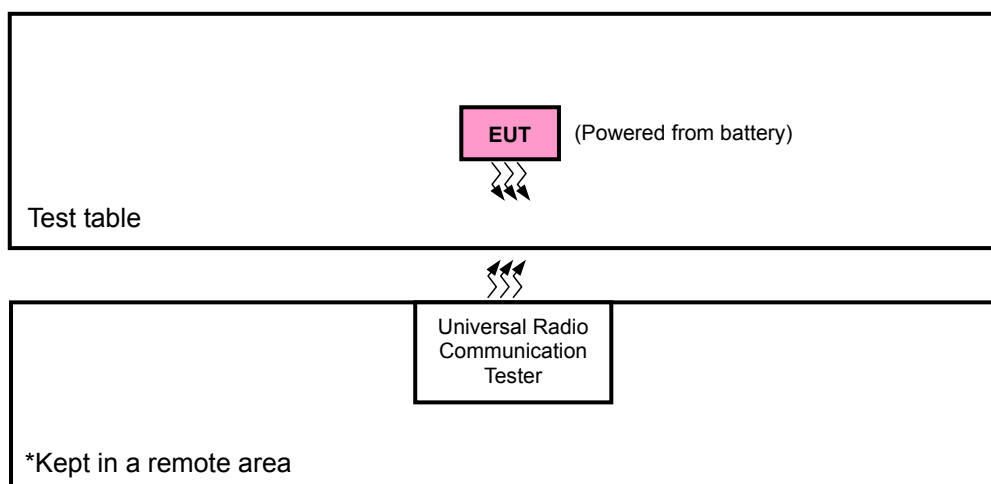 EUT
(Powered from battery)
Test table
Universal Radio
Communication
Tester
*Kept in a remote area